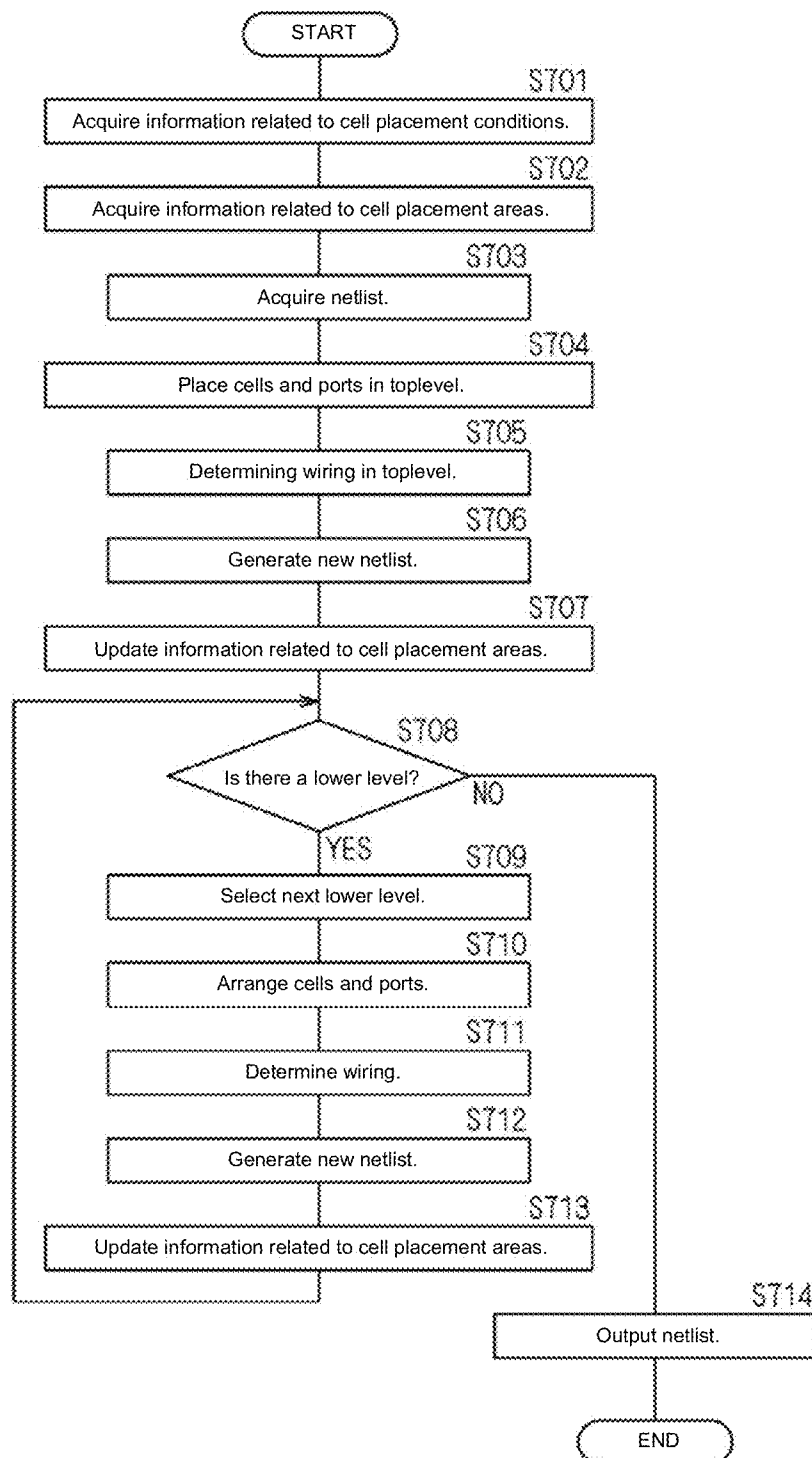 START
S701
Acquire information related to cell placement conditions.
S702
Acquire information related to cell placement areas.
S703
Acquire netlist.
S704
Place cells and ports in toplevel.
S705
Determining wiring in toplevel.
S706
Generate new netlist.
S707
Update information related to cell placement areas.
S708
Is there a lower level?
NO
YES
S709
Select next lower level.
S710
Arrange cells and ports.
S711
Determine wiring.
S712
Generate new netlist.
S713
Update information related to cell placement areas.
S714
Output netlist.
END